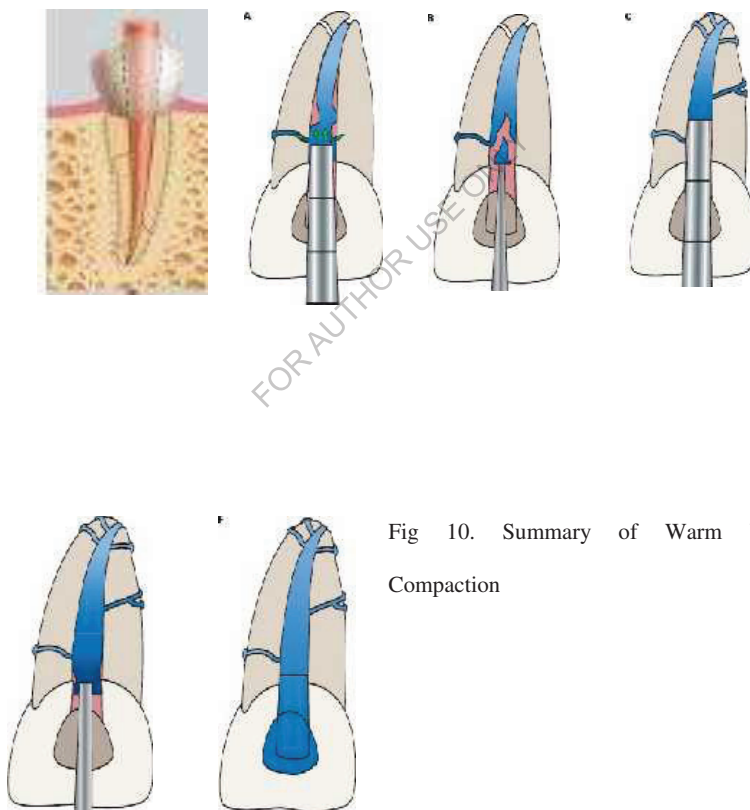 A
B
C
FOR AUTHOR USE ONLY
F
Fig 10. Summary of Warm
Compaction